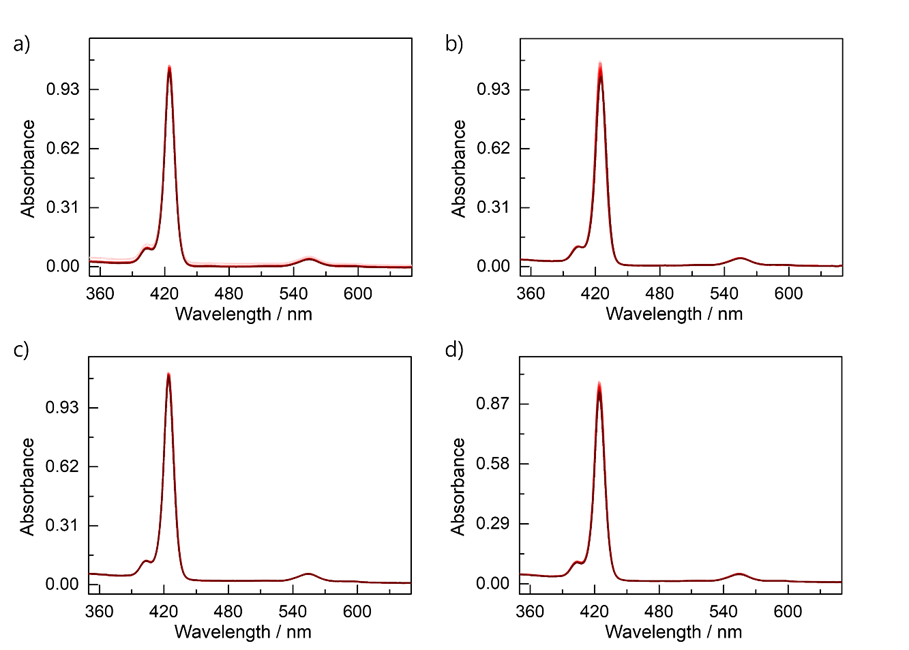 a)
0.93
0.62
0.31
0.00
Absorbance
360 420 480 540 600
Wavelength / nm
b)
0.93
0.62
0.31
0.00
Absorbance
360 420 480 540 600
Wavelength / nm
c)
0.93
0.62
0.31
0.00
Absorbance
360 420 480 540 600
Wavelength / nm
d)
0.87
0.58
0.29
0.00
Absorbance
360 420 480 540 600
Wavelength / nm